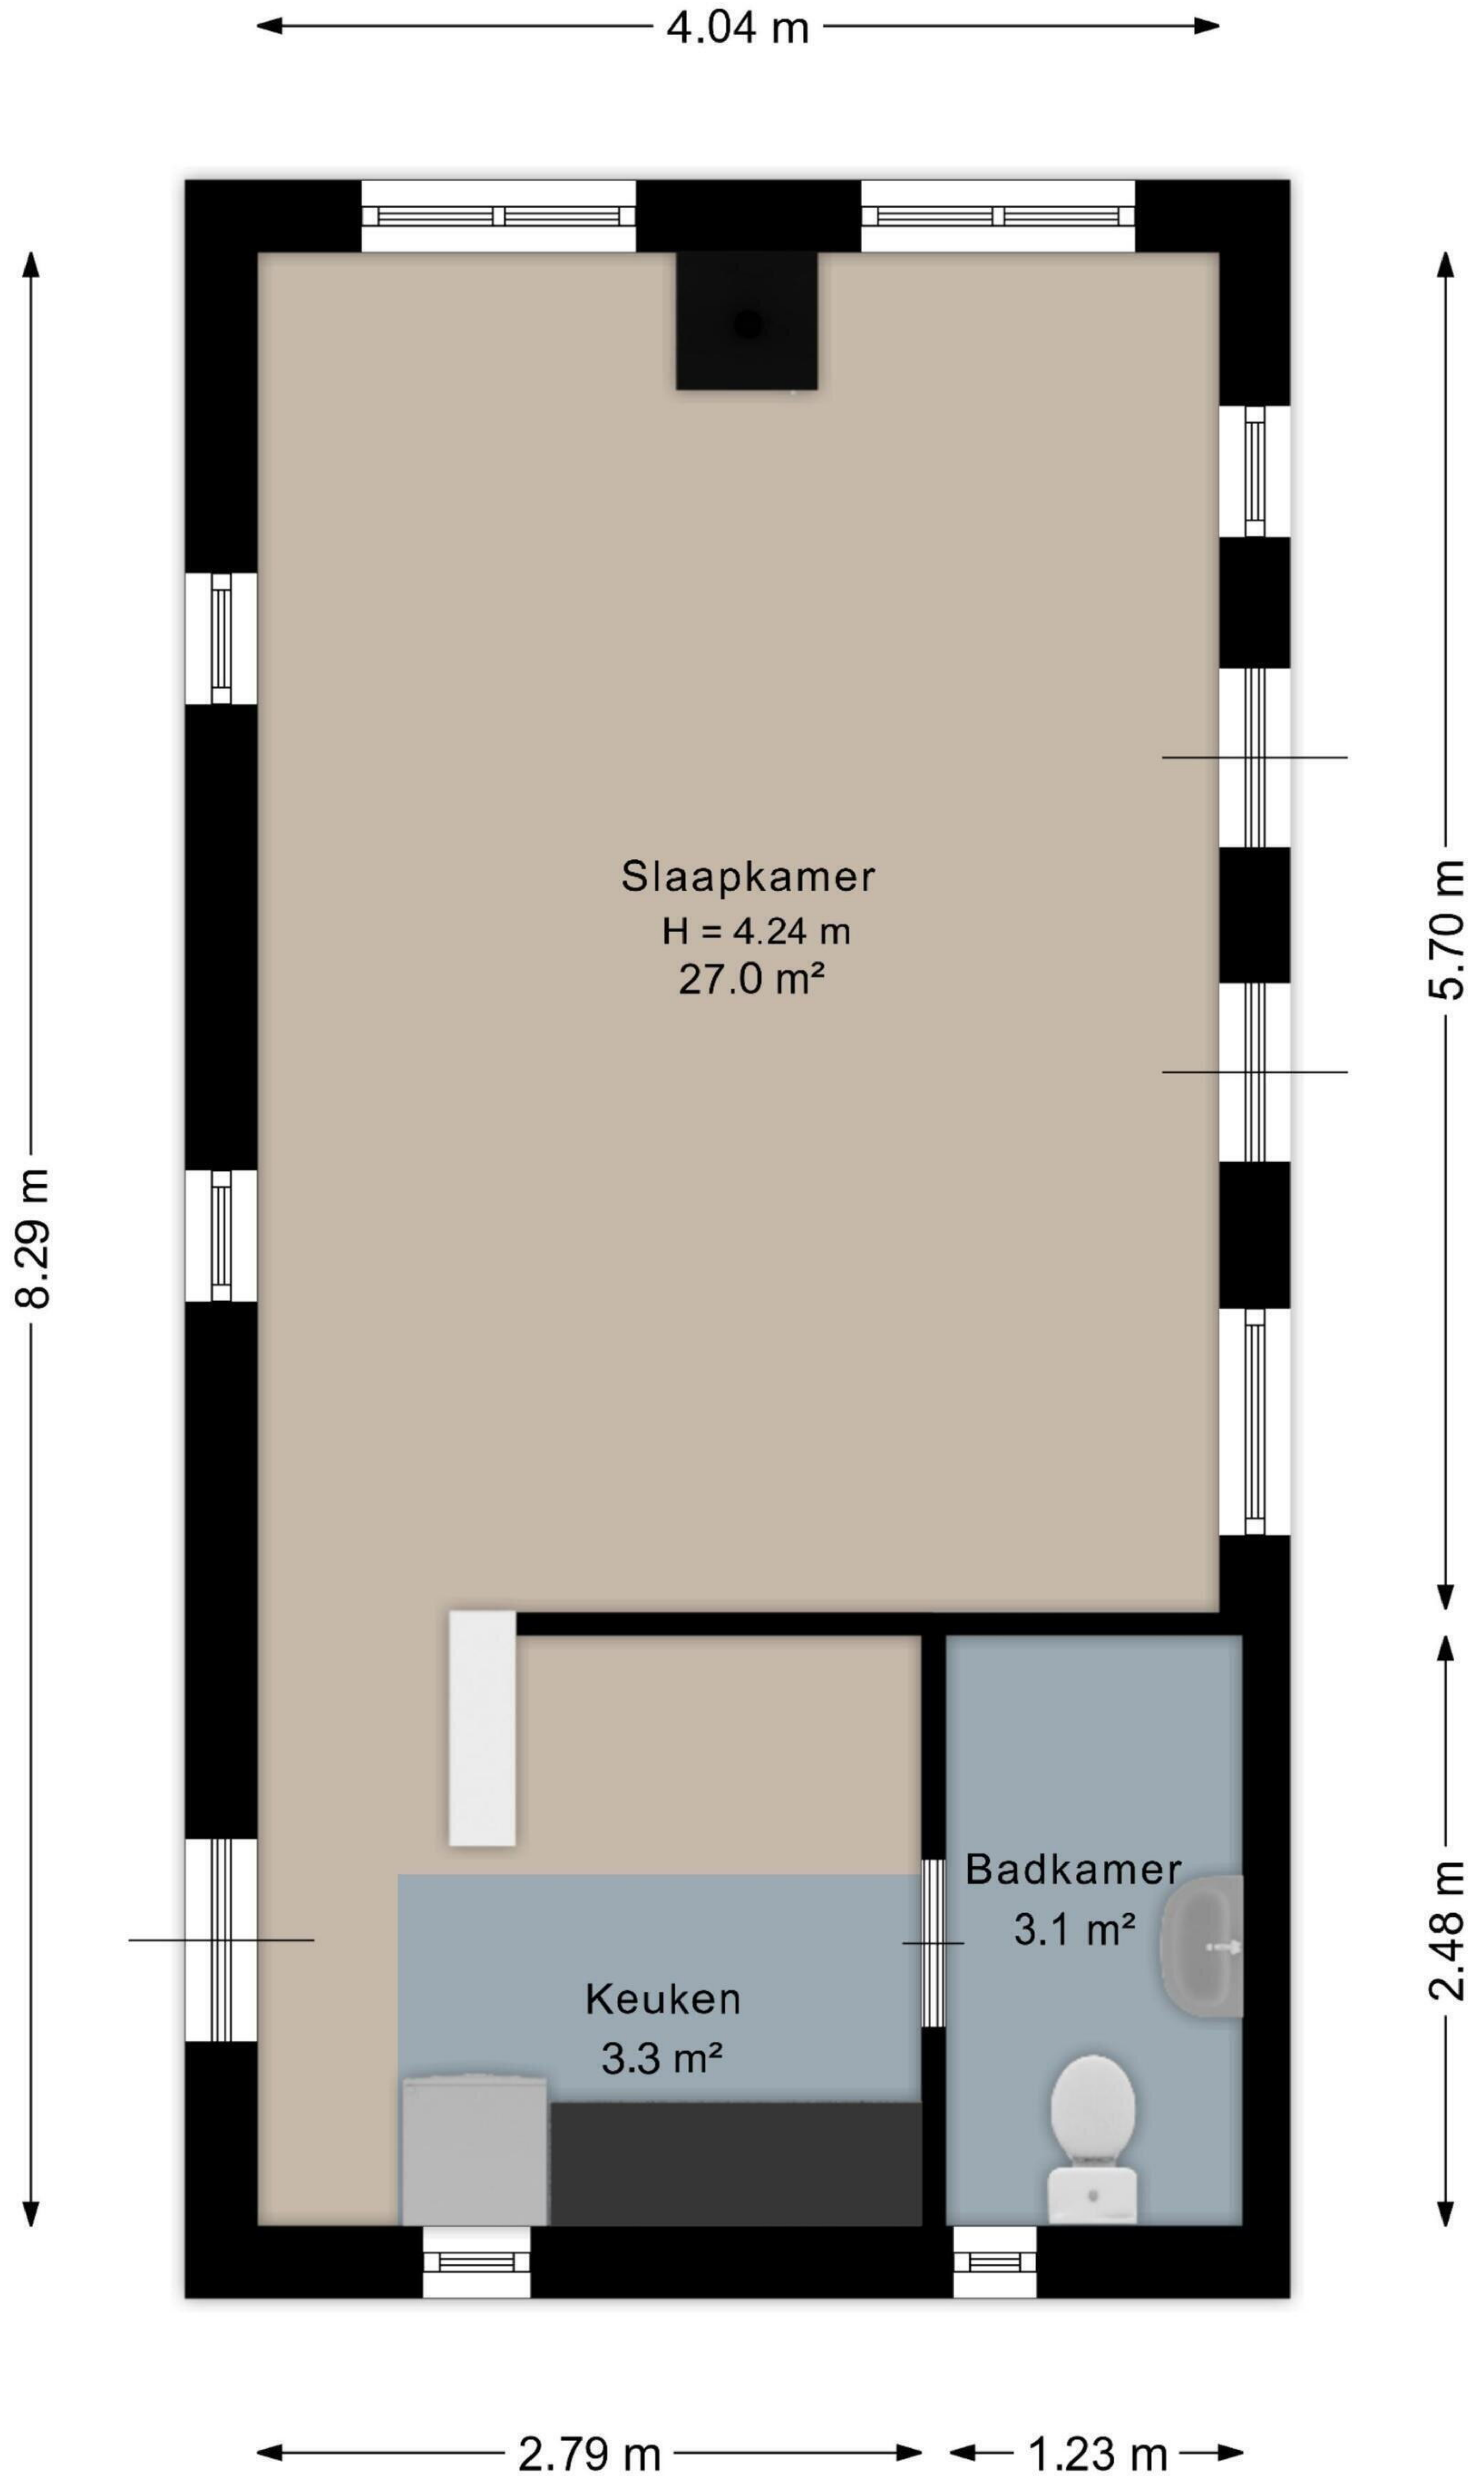 4.04 m
Slaapkamer
H = 4.24 m
27.0 m²
5.70 m
8.29 m
Badkamer
3.1 m²
Keuken
3.3 m²
2.48 m
2.79 m
1.23 m